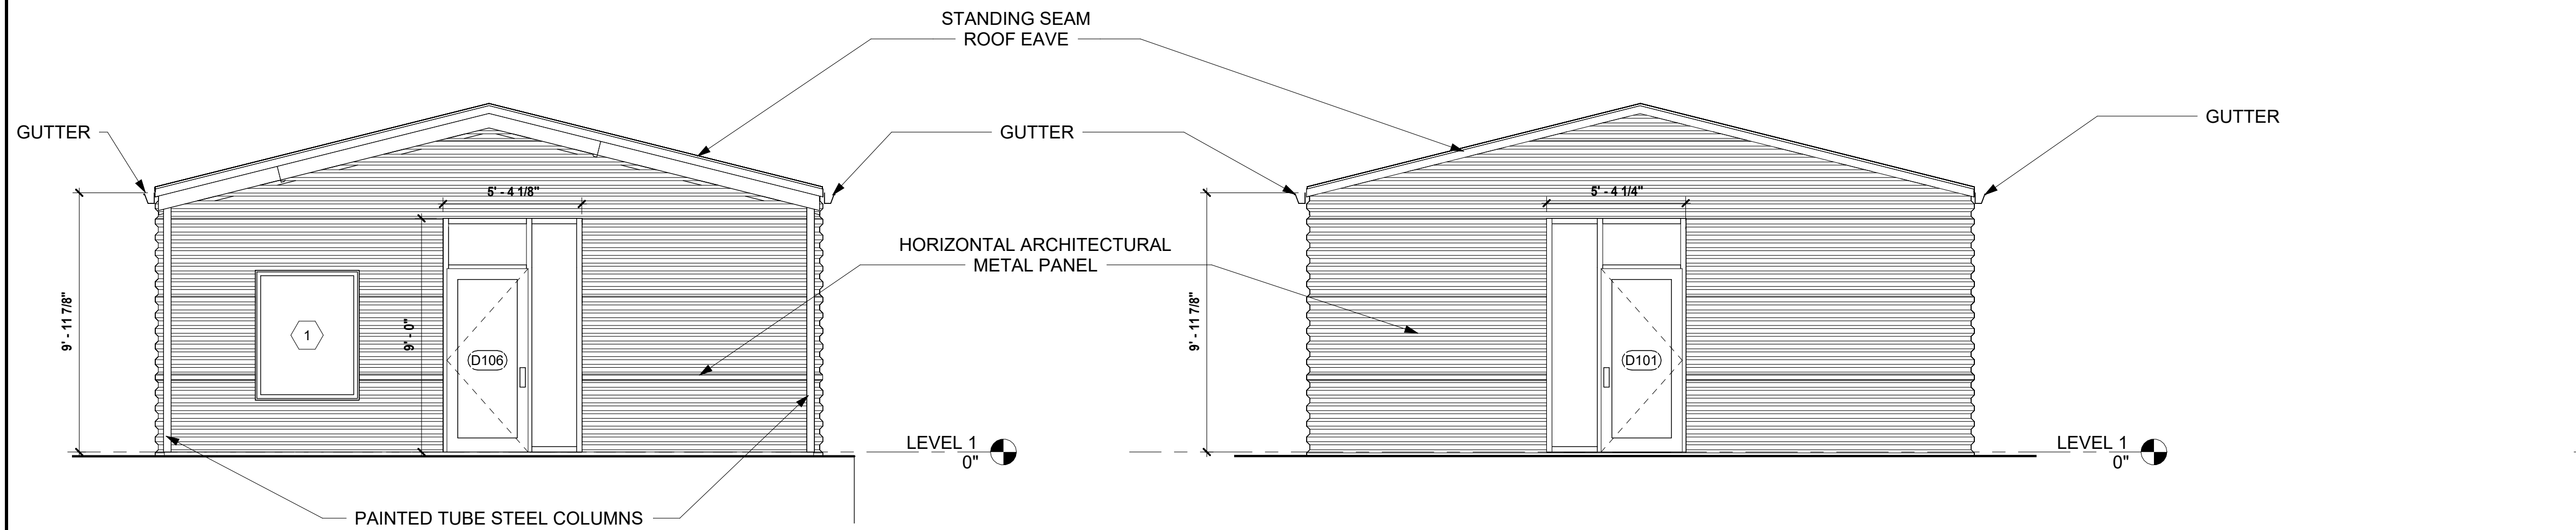 STANDING SEAM
ROOF EAVE
GUTTER
GUTTER
GUTTER
5' - 4 1/8"
5' - 4 1/4"
HORIZONTAL ARCHITECTURAL
METAL PANEL
9' - 11 7/8"
1
9' - 0"
D106
9' - 11 7/8"
D101
LEVEL 1
0"
LEVEL 1
0"
PAINTED TUBE STEEL COLUMNS